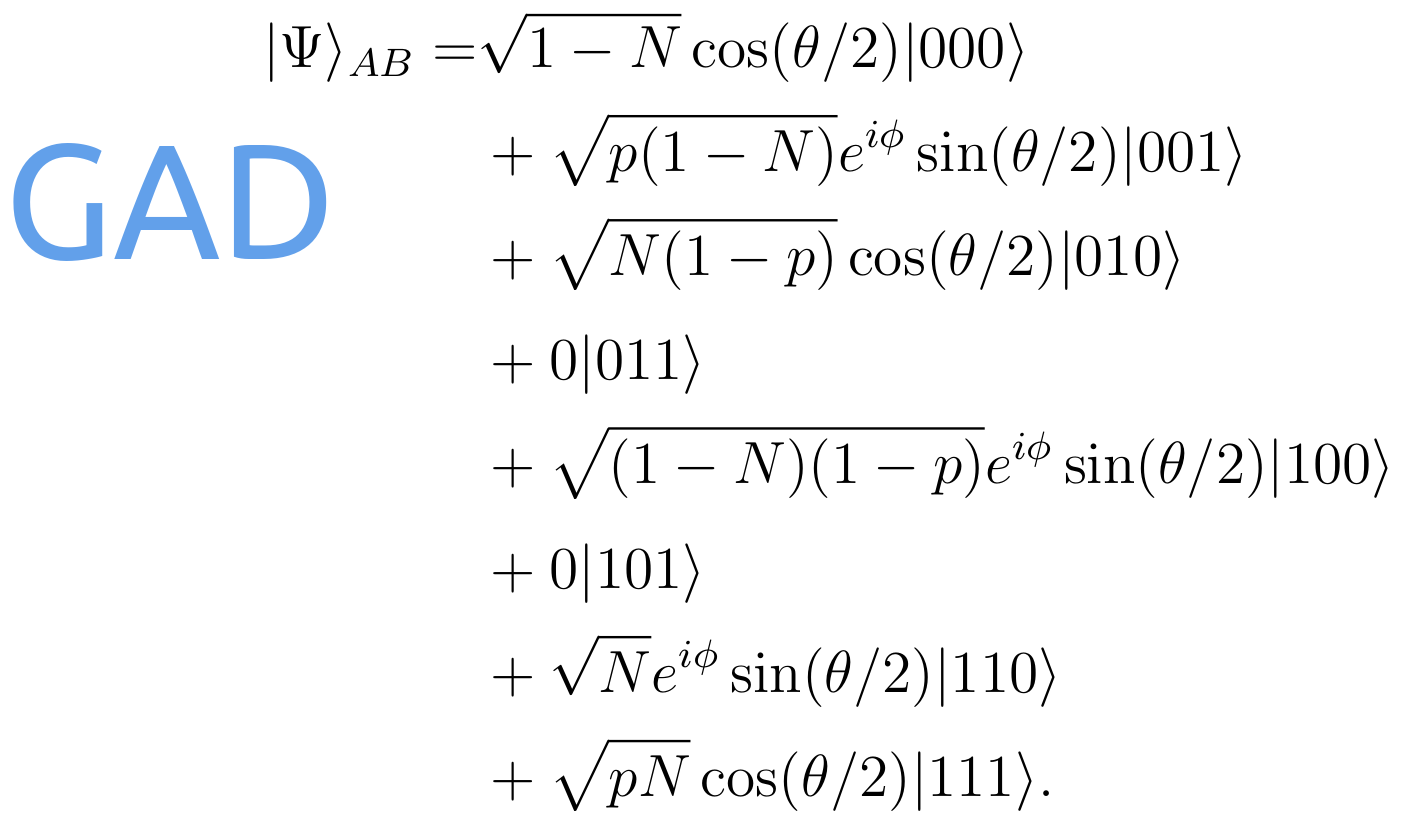 |Ψ⟩_{AB} = √(1 − N) cos(θ/2)|000⟩
+ √(p(1 − N)) e^{iϕ} sin(θ/2)|001⟩
GAD
+ √(N(1 − p)) cos(θ/2)|010⟩
+ 0|011⟩
+ √((1 − N)(1 − p)) e^{iϕ} sin(θ/2)|100⟩
+ 0|101⟩
+ √N e^{iϕ} sin(θ/2)|110⟩
+ √(pN) cos(θ/2)|111⟩.